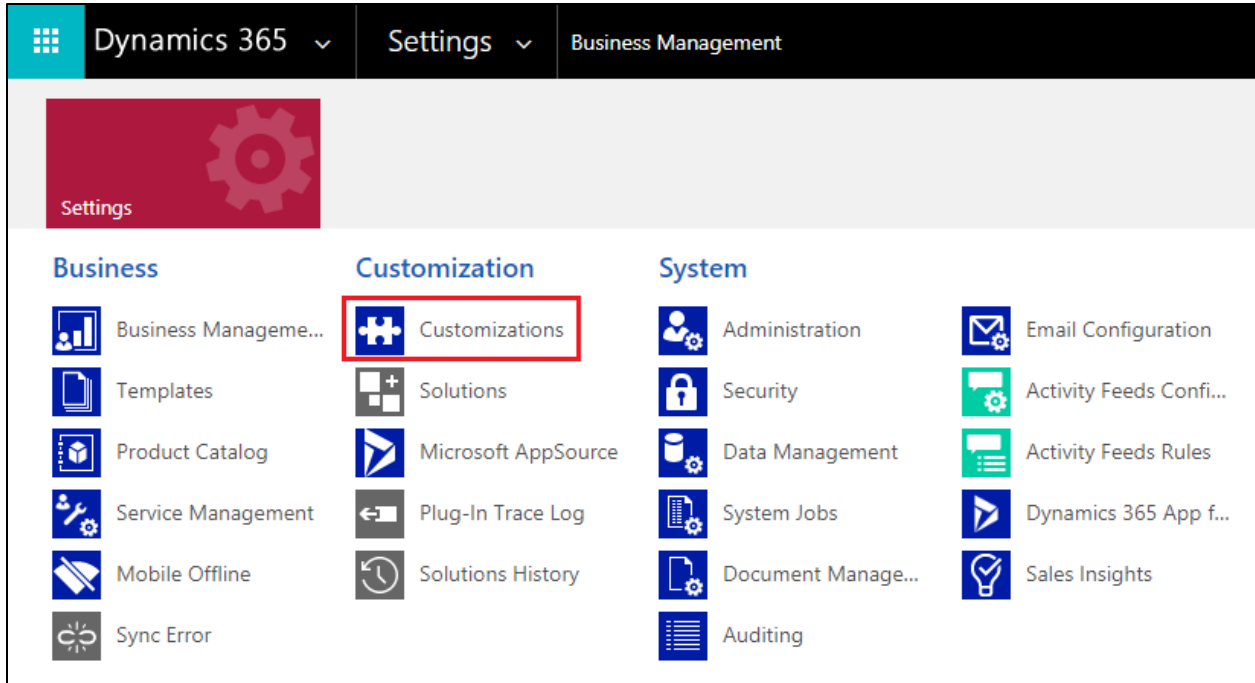 Dynamics 365
Settings
Business Management
Settings
Business
Business Manageme...
Templates
Product Catalog
Service Management
Mobile Offline
Sync Error
Customization
Customizations
Solutions
Microsoft AppSource
Plug-In Trace Log
Solutions History
System
Administration
Security
Data Management
System Jobs
Document Manage...
Auditing
Email Configuration
Activity Feeds Confi...
Activity Feeds Rules
Dynamics 365 App f...
Sales Insights